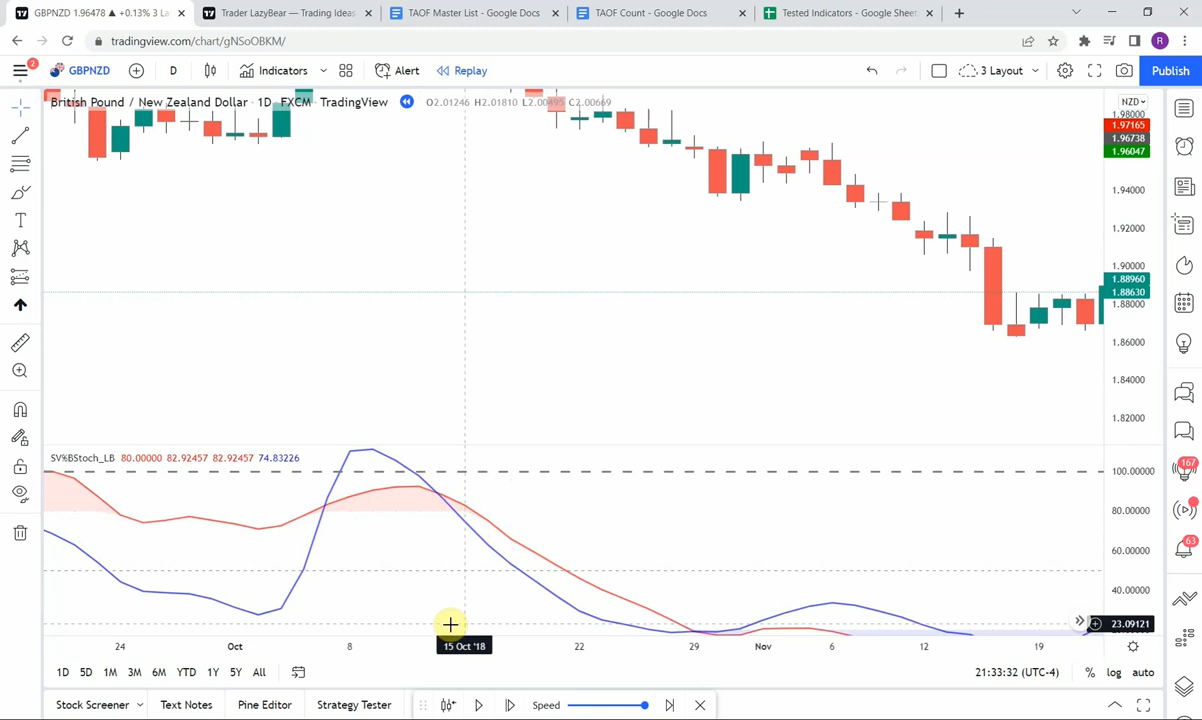 GBPNZD 1.96478 ▲ +0.13% 3 La
Trader LazyBear — Trading Ideas
TAOF Master List - Google Docs
TAOF Count - Google Docs
Tested Indicators - Google Sheet
tradingview.com/chart/gNSoOBKM/
R
2
GBPNZD
D
Indicators
Alert
Replay
3 Layout
Publish
British Pound / New Zealand Dollar · 1D · FXCM · TradingView
O2.01246 H2.01810 L2.00495 C2.00669
NZD
1.98000
1.97165
1.96738
1.96047
1.94000
1.92000
1.90000
1.88960
1.88630
1.88000
1.86000
1.84000
1.82000
SV%BStoch_LB 80.00000 82.92457 82.92457 74.83226
100.00000
80.00000
60.00000
40.00000
23.09121
167
63
24
Oct
8
15 Oct '18
22
29
Nov
6
12
19
1D 5D 1M 3M 6M YTD 1Y 5Y All
21:33:32 (UTC-4)
% log auto
Stock Screener
Text Notes
Pine Editor
Strategy Tester
Speed